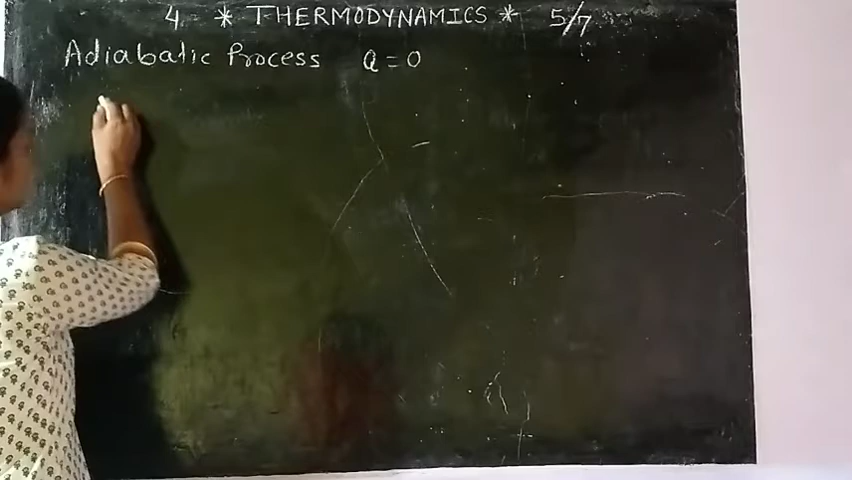 4 * THERMODYNAMICS * 5/7
Adiabatic Process Q = 0